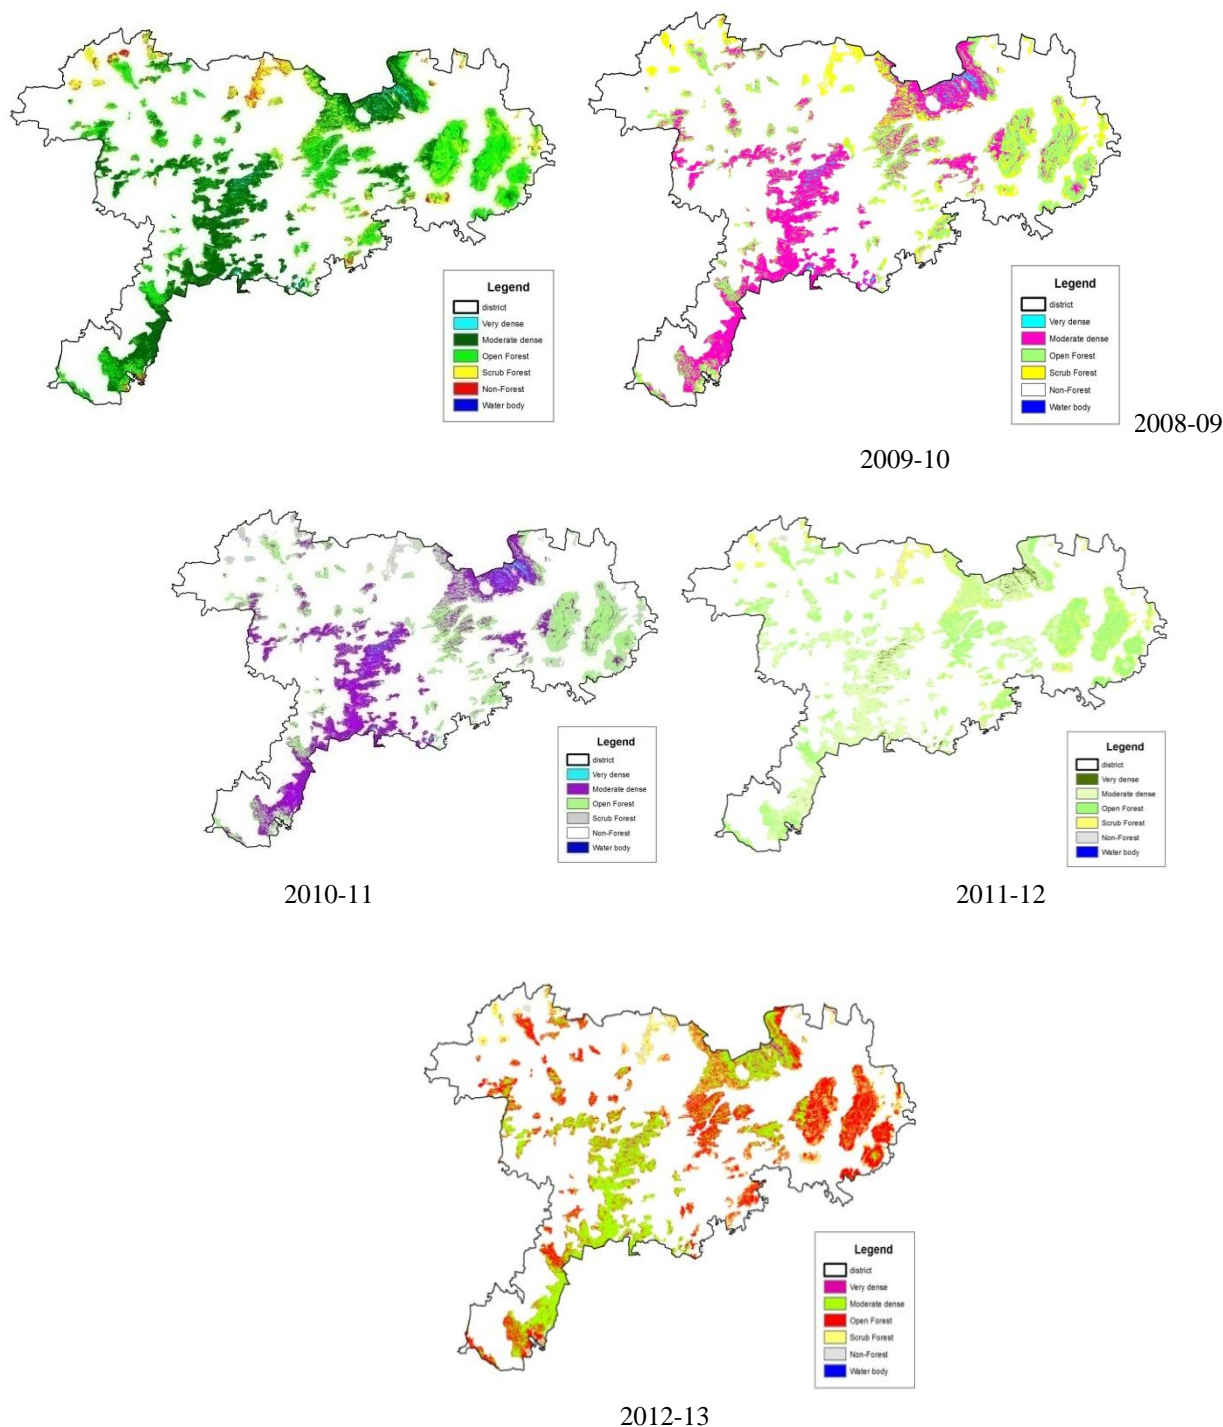 Legend
district
Very dense
Moderate dense
Open Forest
Scrub Forest
Non-Forest
Water body
Legend
district
Very dense
Moderate dense
Open Forest
Scrub Forest
Non-Forest
Water body
2008-09
2009-10
Legend
district
Very dense
Moderate dense
Open Forest
Scrub Forest
Non-Forest
Water body
2010-11
Legend
district
Very dense
Moderate dense
Open Forest
Scrub Forest
Non-Forest
Water body
2011-12
Legend
district
Very dense
Moderate dense
Open Forest
Scrub Forest
Non-Forest
Water body
2012-13